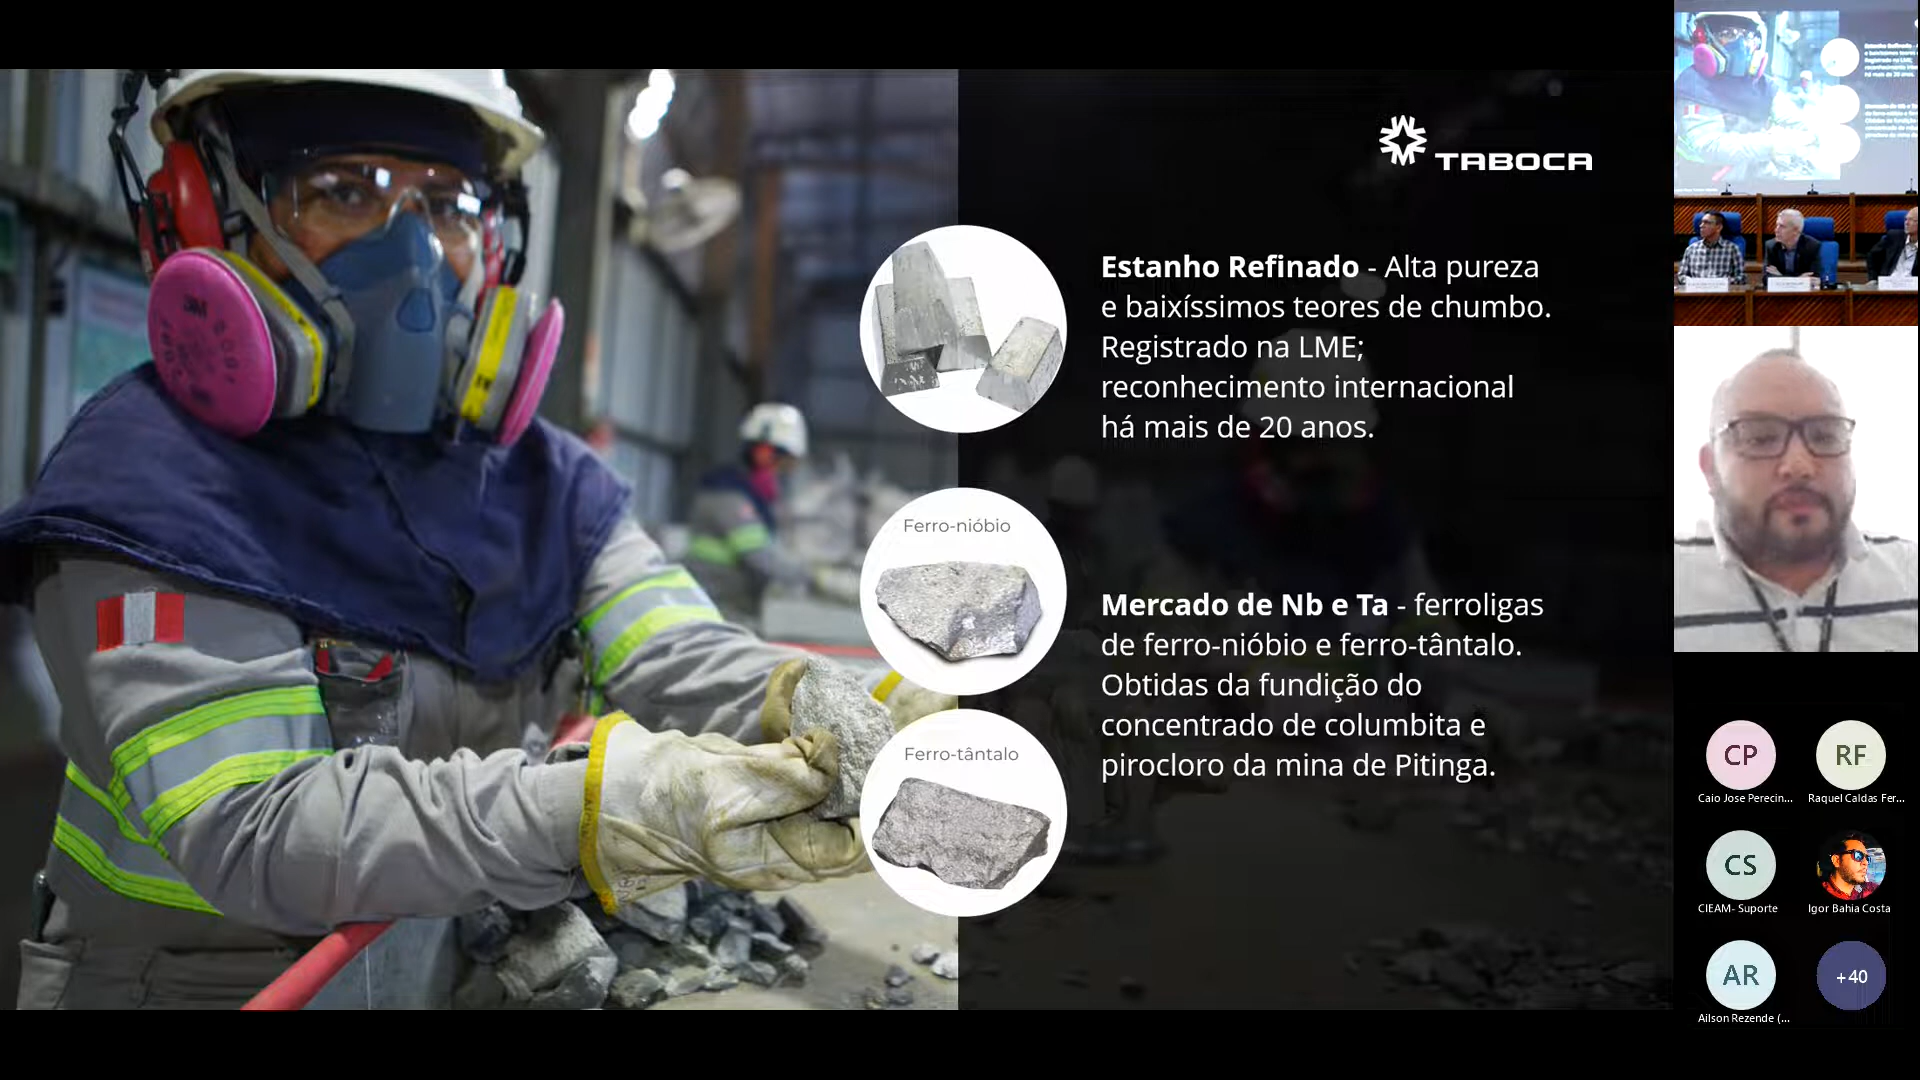 TABOCA
Estanho Refinado - Alta pureza
e baixíssimos teores de chumbo.
Registrado na LME;
reconhecimento internacional
há mais de 20 anos.
Ferro-nióbio
Mercado de Nb e Ta - ferroligas
de ferro-nióbio e ferro-tântalo.
Obtidas da fundição do
concentrado de columbita e
pirocloro da mina de Pitinga.
Ferro-tântalo
3M
CP
RF
Caio Jose Perecin...
Raquel Caldas Fer...
CS
CIEAM- Suporte
Igor Bahia Costa
AR
+40
Ailson Rezende (...